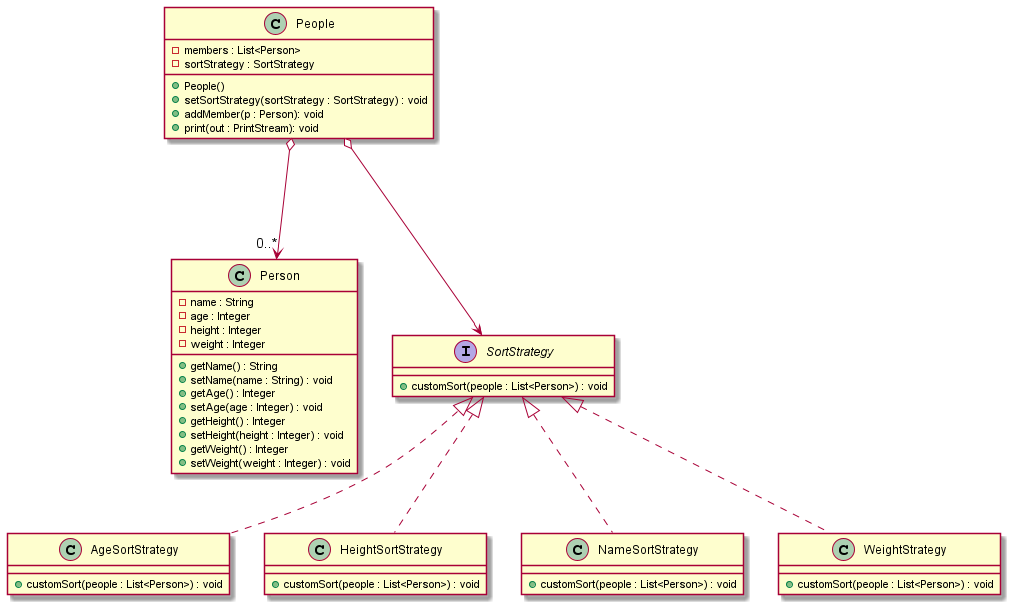 C People
members : List<Person>
sortStrategy : SortStrategy
People()
setSortStrategy(sortStrategy : SortStrategy) : void
addMember(p : Person): void
print(out : PrintStream): void
0..*
C Person
name : String
age : Integer
height : Integer
weight : Integer
getName() : String
setName(name : String) : void
getAge() : Integer
setAge(age : Integer) : void
getHeight() : Integer
setHeight(height : Integer) : void
getWeight() : Integer
setWeight(weight : Integer) : void
I SortStrategy
customSort(people : List<Person>) : void
C AgeSortStrategy
customSort(people : List<Person>) : void
C HeightSortStrategy
customSort(people : List<Person>) : void
C NameSortStrategy
customSort(people : List<Person>) : void
C WeightStrategy
customSort(people : List<Person>) : void